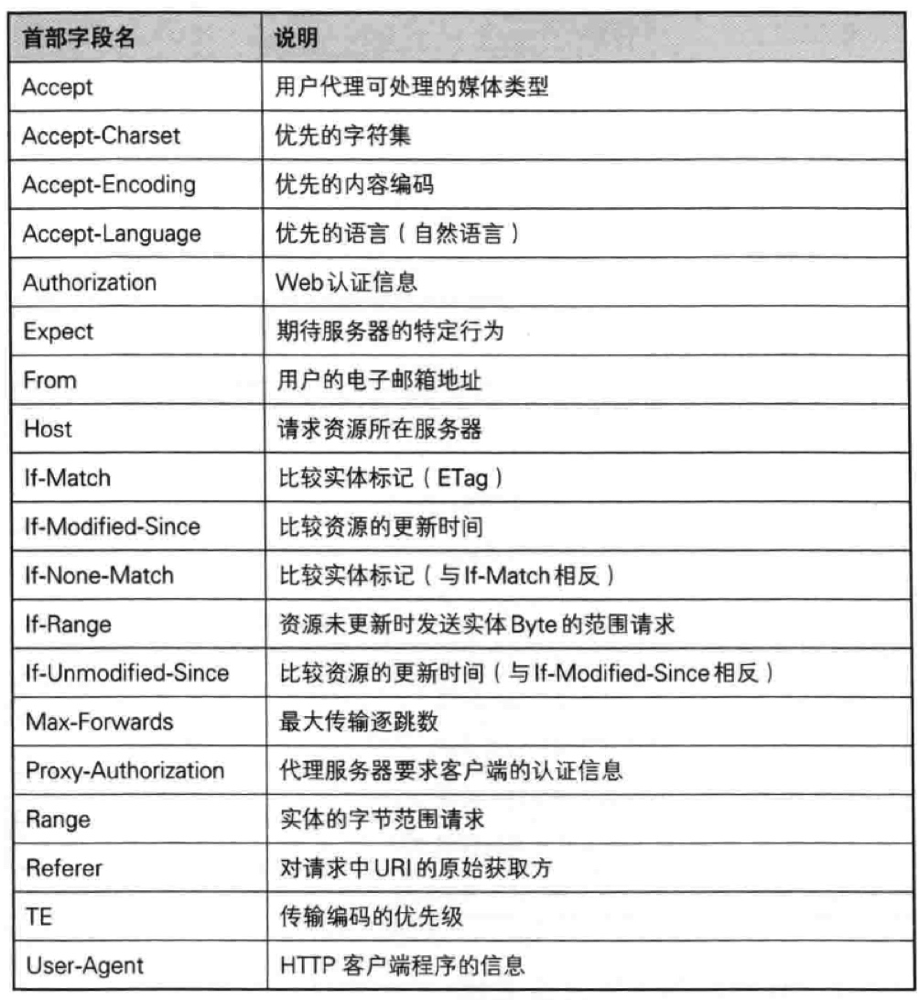 首部字段名 说明
Accept 用户代理可处理的媒体类型
Accept-Charset 优先的字符集
Accept-Encoding 优先的内容编码
Accept-Language 优先的语言（自然语言）
Authorization Web认证信息
Expect 期待服务器的特定行为
From 用户的电子邮箱地址
Host 请求资源所在服务器
If-Match 比较实体标记（ETag）
If-Modified-Since 比较资源的更新时间
If-None-Match 比较实体标记（与If-Match相反）
If-Range 资源未更新时发送实体Byte的范围请求
If-Unmodified-Since 比较资源的更新时间（与If-Modified-Since相反）
Max-Forwards 最大传输逐跳数
Proxy-Authorization 代理服务器要求客户端的认证信息
Range 实体的字节范围请求
Referer 对请求中URI的原始获取方
TE 传输编码的优先级
User-Agent HTTP 客户端程序的信息